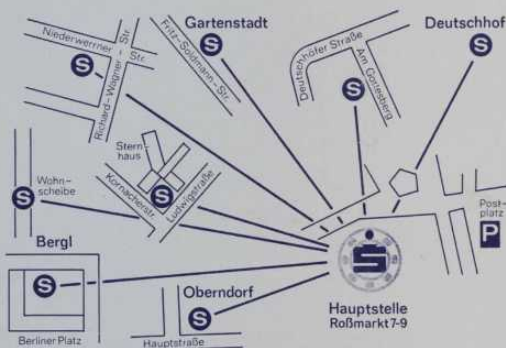 Gartenstadt
Deutschhof
Niederwerrner Str.
Richard-Wagner-Str.
Fritz-Soldmann-Str.
Deutschhöfer Straße
Am Gottesberg
S
S
S
S
Stern
haus
Kornacherstr.
Ludwigstraße
S
Wohn-
scheibe
S
Post-
platz
P
Bergl
S
Berliner Platz
Oberndorf
S
Hauptstraße
S
Hauptstelle
Roßmarkt 7-9